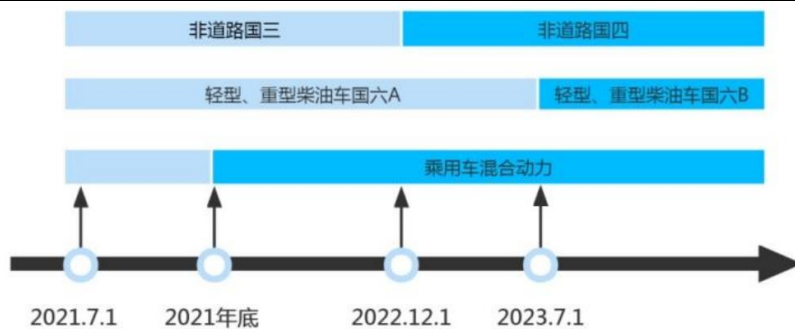 非道路国三 非道路国四
轻型、重型柴油车国六A 轻型、重型柴油车国六B
乘用车混合动力
2021.7.1 2021年底 2022.12.1 2023.7.1